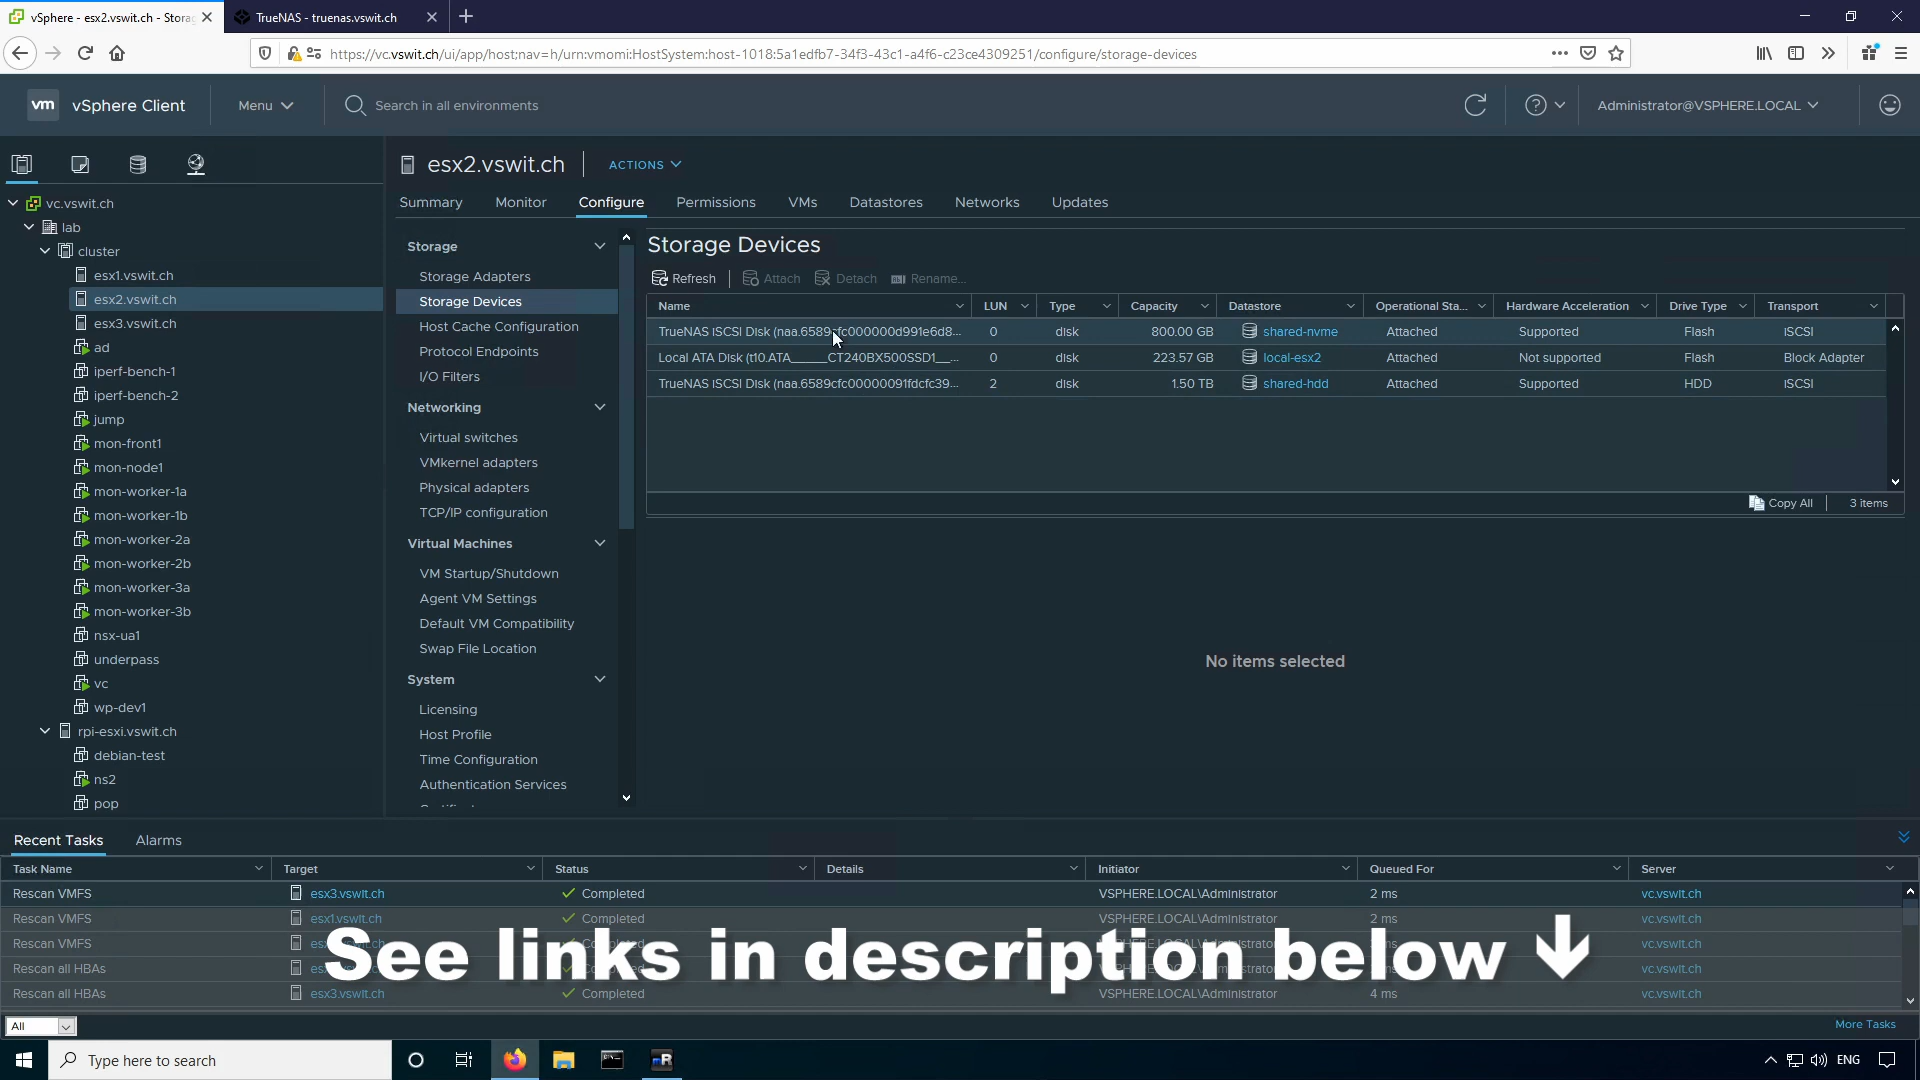 vSphere - esx2.vswit.ch - Stora
TrueNAS - truenas.vswit.ch
https://vc.vswit.ch/ui/app/host;nav=h/urn:vmomi:HostSystem:host-1018:5a1edfb7-34f3-43c1-a4f6-c23ce4309251/configure/storage-devices
vm vSphere Client Menu Search in all environments Administrator@VSPHERE.LOCAL
esx2.vswit.ch ACTIONS
Summary Monitor Configure Permissions VMs Datastores Networks Updates
vc.vswit.ch
lab
cluster
esx1.vswit.ch
esx2.vswit.ch
esx3.vswit.ch
ad
iperf-bench-1
iperf-bench-2
jump
mon-front1
mon-node1
mon-worker-1a
mon-worker-1b
mon-worker-2a
mon-worker-2b
mon-worker-3a
mon-worker-3b
nsx-ua1
underpass
vc
wp-dev1
rpi-esxi.vswit.ch
debian-test
ns2
pop
Storage
Storage Adapters
Storage Devices
Host Cache Configuration
Protocol Endpoints
I/O Filters
Networking
Virtual switches
VMkernel adapters
Physical adapters
TCP/IP configuration
Virtual Machines
VM Startup/Shutdown
Agent VM Settings
Default VM Compatibility
Swap File Location
System
Licensing
Host Profile
Time Configuration
Authentication Services
Storage Devices
Refresh Attach Detach Rename...
Name LUN Type Capacity Datastore Operational Sta... Hardware Acceleration Drive Type Transport
TrueNAS iSCSI Disk (naa.6589cfc000000d991e6d8... 0 disk 800.00 GB shared-nvme Attached Supported Flash iSCSI
Local ATA Disk (t10.ATA_____CT240BX500SSD1__... 0 disk 223.57 GB local-esx2 Attached Not supported Flash Block Adapter
TrueNAS iSCSI Disk (naa.6589cfc00000091fdcfc39... 2 disk 1.50 TB shared-hdd Attached Supported HDD iSCSI
Copy All 3 items
No items selected
Recent Tasks Alarms
Task Name Target Status Details Initiator Queued For Server
Rescan VMFS esx3.vswit.ch Completed VSPHERE.LOCAL\Administrator 2 ms vc.vswit.ch
Rescan VMFS esx1.vswit.ch Completed VSPHERE.LOCAL\Administrator 2 ms vc.vswit.ch
Rescan VMFS vc.vswit.ch
Rescan all HBAs vc.vswit.ch
Rescan all HBAs esx3.vswit.ch Completed VSPHERE.LOCAL\Administrator 4 ms vc.vswit.ch
See links in description below
All More Tasks
Type here to search ENG